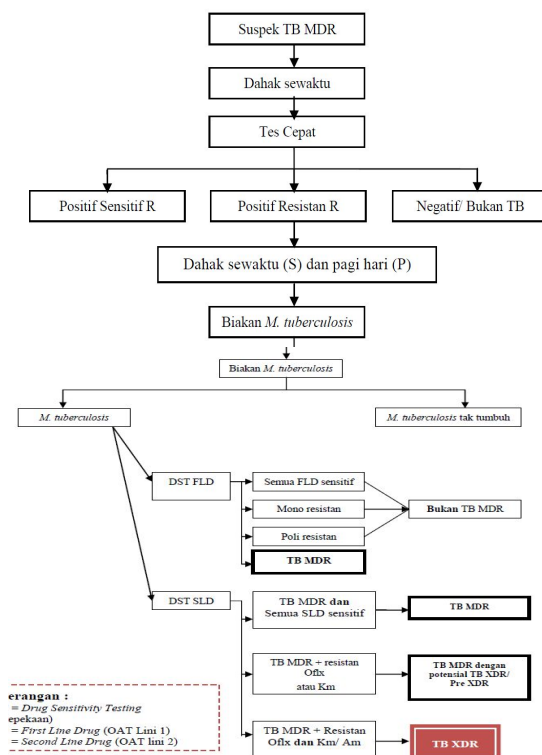 Suspek TB MDR
Dahak sewaktu
Tes Cepat
Positif Sensitif R
Positif Resistan R
Negatif/ Bukan TB
Dahak sewaktu (S) dan pagi hari (P)
Biakan M. tuberculosis
Biakan M. tuberculosis
M. tuberculosis
M. tuberculosis tak tumbuh
DST FLD
Semua FLD sensitif
Mono resistan
Poli resistan
TB MDR
Bukan TB MDR
DST SLD
TB MDR dan
Semua SLD sensitif
TB MDR
TB MDR + resistan
Oflx
atau Km
TB MDR dengan
potensial TB XDR/
Pre XDR
TB MDR + Resistan
Oflx dan Km/ Am
TB XDR
erangan :
= Drug Sensitivity Testing
epekaan)
= First Line Drug (OAT Lini 1)
= Second Line Drug (OAT lini 2)